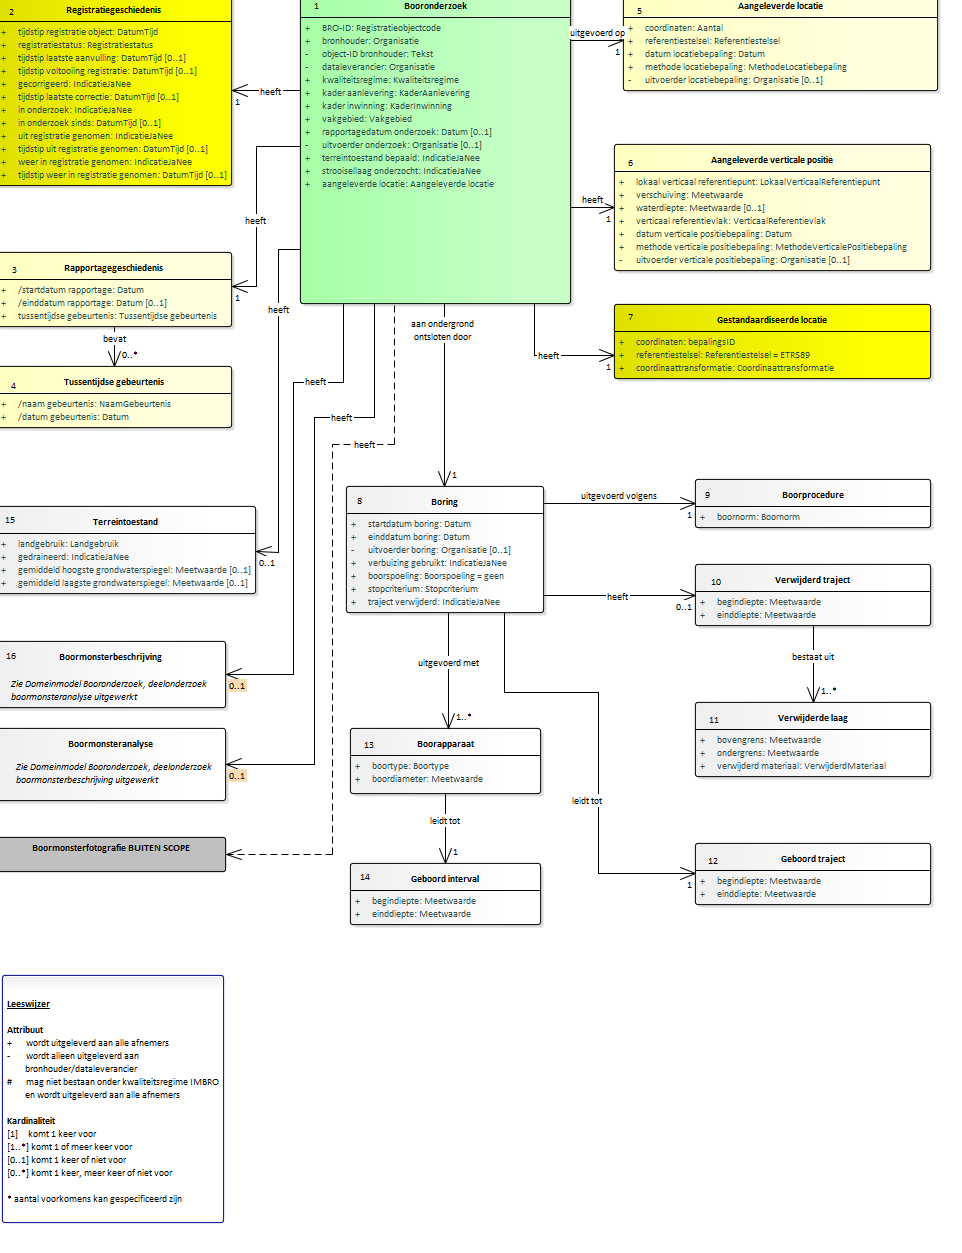 2 Registratiegeschiedenis
+ tijdstip registratie object: DatumTijd
+ registratiestatus: Registratiestatus
+ tijdstip laatste aanvulling: DatumTijd [0..1]
+ tijdstip voltooiing registratie: DatumTijd [0..1]
+ gecorrigeerd: IndicatieJaNee
+ tijdstip laatste correctie: DatumTijd [0..1]
+ in onderzoek: IndicatieJaNee
+ in onderzoek sinds: DatumTijd [0..1]
+ uit registratie genomen: IndicatieJaNee
+ tijdstip uit registratie genomen: DatumTijd [0..1]
+ weer in registratie genomen: IndicatieJaNee
+ tijdstip weer in registratie genomen: DatumTijd [0..1]
heeft
1
1 Booronderzoek
+ BRO-ID: Registratieobjectcode
+ bronhouder: Organisatie
- object-ID bronhouder: Tekst
- dataleverancier: Organisatie
+ kwaliteitsregime: Kwaliteitsregime
+ kader aanlevering: KaderAanlevering
+ kader inwinning: KaderInwinning
+ vakgebied: Vakgebied
+ rapportagedatum onderzoek: Datum [0..1]
- uitvoerder onderzoek: Organisatie [0..1]
+ terreintoestand bepaald: IndicatieJaNee
+ strooisellaag onderzocht: IndicatieJaNee
+ aangeleverde locatie: Aangeleverde locatie
uitgevoerd op
1
5 Aangeleverde locatie
+ coordinaten: Aantal
+ referentiestelsel: Referentiestelsel
+ datum locatiebepaling: Datum
+ methode locatiebepaling: MethodeLocatiebepaling
- uitvoerder locatiebepaling: Organisatie [0..1]
heeft
1
6 Aangeleverde verticale positie
+ lokaal verticaal referentiepunt: LokaalVerticaalReferentiepunt
+ verschuiving: Meetwaarde
+ waterdiepte: Meetwaarde [0..1]
+ verticaal referentievlak: VerticaalReferentievlak
+ datum verticale positiebepaling: Datum
+ methode verticale positiebepaling: MethodeVerticalePositiebepaling
- uitvoerder verticale positiebepaling: Organisatie [0..1]
heeft
1
3 Rapportagegeschiedenis
+ /startdatum rapportage: Datum
+ /einddatum rapportage: Datum [0..1]
+ tussentijdse gebeurtenis: Tussentijdse gebeurtenis
bevat
0..*
4 Tussentijdse gebeurtenis
+ /naam gebeurtenis: NaamGebeurtenis
+ /datum gebeurtenis: Datum
heeft
heeft
heeft
heeft
aan ondergrond
ontsloten door
1
heeft
1
7 Gestandaardiseerde locatie
+ coordinaten: bepalingsID
+ referentiestelsel: Referentiestelsel = ETRS89
+ coordinaattransformatie: Coordinaattransformatie
8 Boring
+ startdatum boring: Datum
+ einddatum boring: Datum
- uitvoerder boring: Organisatie [0..1]
+ verbuizing gebruikt: IndicatieJaNee
+ boorspoeling: Boorspoeling = geen
+ stopcriterium: Stopcriterium
+ traject verwijderd: IndicatieJaNee
uitgevoerd volgens
1
9 Boorprocedure
+ boornorm: Boornorm
heeft
0..1
10 Verwijderd traject
+ begindiepte: Meetwaarde
+ einddiepte: Meetwaarde
bestaat uit
1..*
11 Verwijderde laag
+ bovengrens: Meetwaarde
+ ondergrens: Meetwaarde
+ verwijderd materiaal: VerwijderdMateriaal
15 Terreintoestand
+ landgebruik: Landgebruik
+ gedraineerd: IndicatieJaNee
+ gemiddeld hoogste grondwaterspiegel: Meetwaarde [0..1]
+ gemiddeld laagste grondwaterspiegel: Meetwaarde [0..1]
0..1
16 Boormonsterbeschrijving
Zie Domeinmodel Booronderzoek, deelonderzoek
boormonsteranalyse uitgewerkt
0..1
Boormonsteranalyse
Zie Domeinmodel Booronderzoek, deelonderzoek
boormonsterbeschrijving uitgewerkt
0..1
Boormonsterfotografie BUITEN SCOPE
uitgevoerd met
1..*
13 Boorapparaat
+ boortype: Boortype
+ boordiameter: Meetwaarde
leidt tot
1
14 Geboord interval
+ begindiepte: Meetwaarde
+ einddiepte: Meetwaarde
leidt tot
1
12 Geboord traject
+ begindiepte: Meetwaarde
+ einddiepte: Meetwaarde
Leeswijzer
Attribuut
+ wordt uitgeleverd aan alle afnemers
- wordt alleen uitgeleverd aan
bronhouder/dataleverancier
# mag niet bestaan onder kwaliteitsregime IMBRO
en wordt uitgeleverd aan alle afnemers
Kardinaliteit
[1] komt 1 keer voor
[1..*] komt 1 of meer keer voor
[0..1] komt 1 keer of niet voor
[0..*] komt 1 keer, meer keer of niet voor
* aantal voorkomens kan gespecificeerd zijn